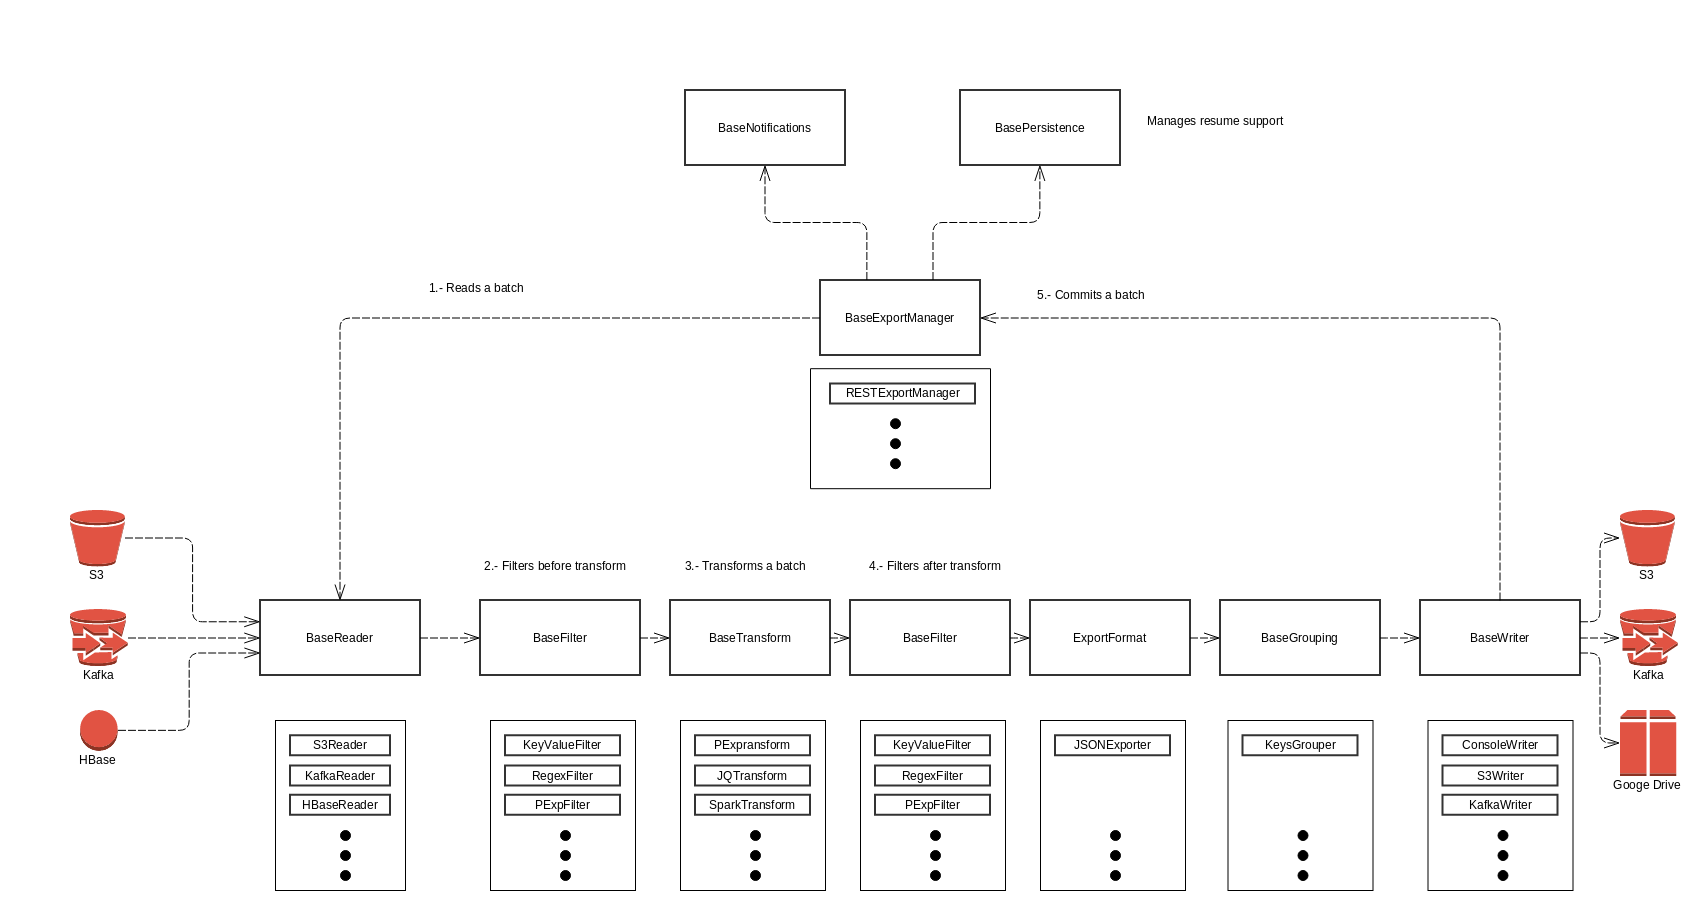 BaseNotifications
BasePersistence
Manages resume support
1.- Reads a batch
BaseExportManager
5.- Commits a batch
RESTExportManager
S3
Kafka
HBase
2.- Filters before transform
3.- Transforms a batch
4.- Filters after transform
BaseReader
BaseFilter
BaseTransform
BaseFilter
ExportFormat
BaseGrouping
BaseWriter
S3
Kafka
Googe Drive
S3Reader
KafkaReader
HBaseReader
KeyValueFilter
RegexFilter
PExpFilter
PExpransform
JQTransform
SparkTransform
KeyValueFilter
RegexFilter
PExpFilter
JSONExporter
KeysGrouper
ConsoleWriter
S3Writer
KafkaWriter